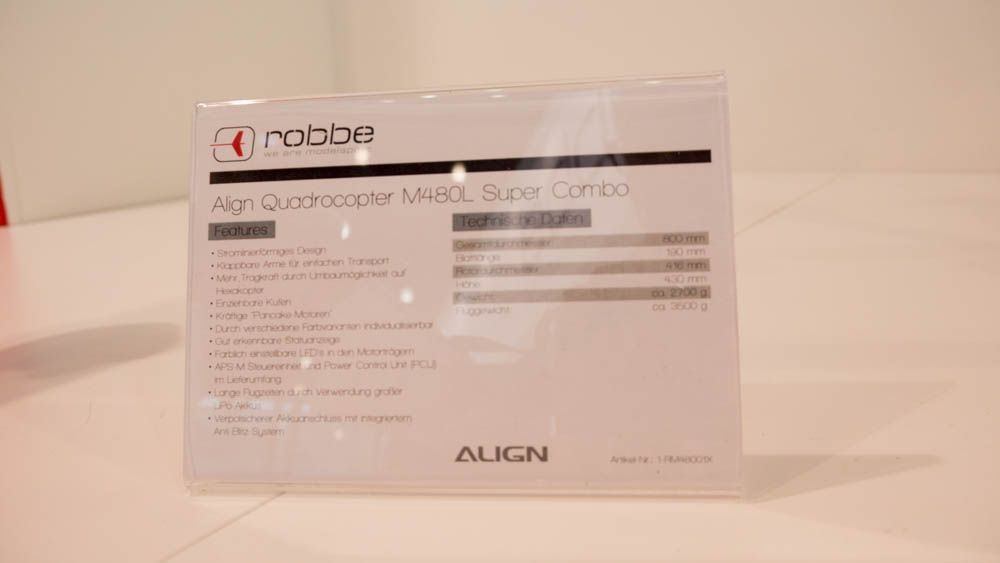 robbe
we are modelsport
Align Quadrocopter M480L Super Combo
Features
• Stromlinienförmiges Design
• Klappbare Arme für einfachen Transport
• Mehr Tragkraft durch Umbaumöglichkeit auf
Hexakopter
• Einziehbare Kufen
• Kräftige "Pancake-Motoren"
• Durch verschiedene Farbvarianten individualisierbar
• Gut erkennbare Statusanzeige
• Farblich einstellbare LED's in den Motorträgern
• APS-M Steuereinheit und Power Control Unit (PCU)
im Lieferumfang
• Lange Flugzeiten durch Verwendung großer
LiPo-Akkus
• Verpolsicherer Akkuanschluss mit integriertem
Anti-Blitz System
Technische Daten
Gesamtdurchmesser 800 mm
Blattlänge 190 mm
Rotordurchmesser 416 mm
Höhe 430 mm
Gewicht ca. 2700 g
Fluggewicht ca. 3500 g
ALIGN
Artikel-Nr.: 1-RM48001X